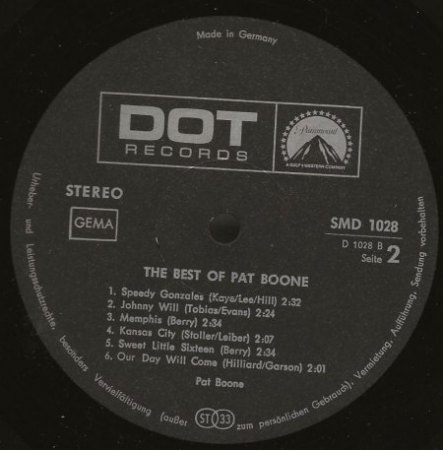 Made in Germany
DOT
RECORDS
Paramount
A GULF+WESTERN COMPANY
STEREO
GEMA
SMD 1028
D 1028 B
Seite 2
THE BEST OF PAT BOONE
1. Speedy Gonzales (Kaye/Lee/Hill) 2:32
2. Johnny Will (Tobias/Evans) 2:24
3. Memphis (Berry) 2:34
4. Kansas City (Stoller/Leiber) 2:07
5. Sweet Little Sixteen (Berry) 2:34
6. Our Day Will Come (Hilliard/Garson) 2:01
Pat Boone
Urheber- und Leistungsschutzrechte, besonders Vervielfältigung (außer zum persönlichen Gebrauch), Vermietung, Aufführung, Sendung vorbehalten
ST 33